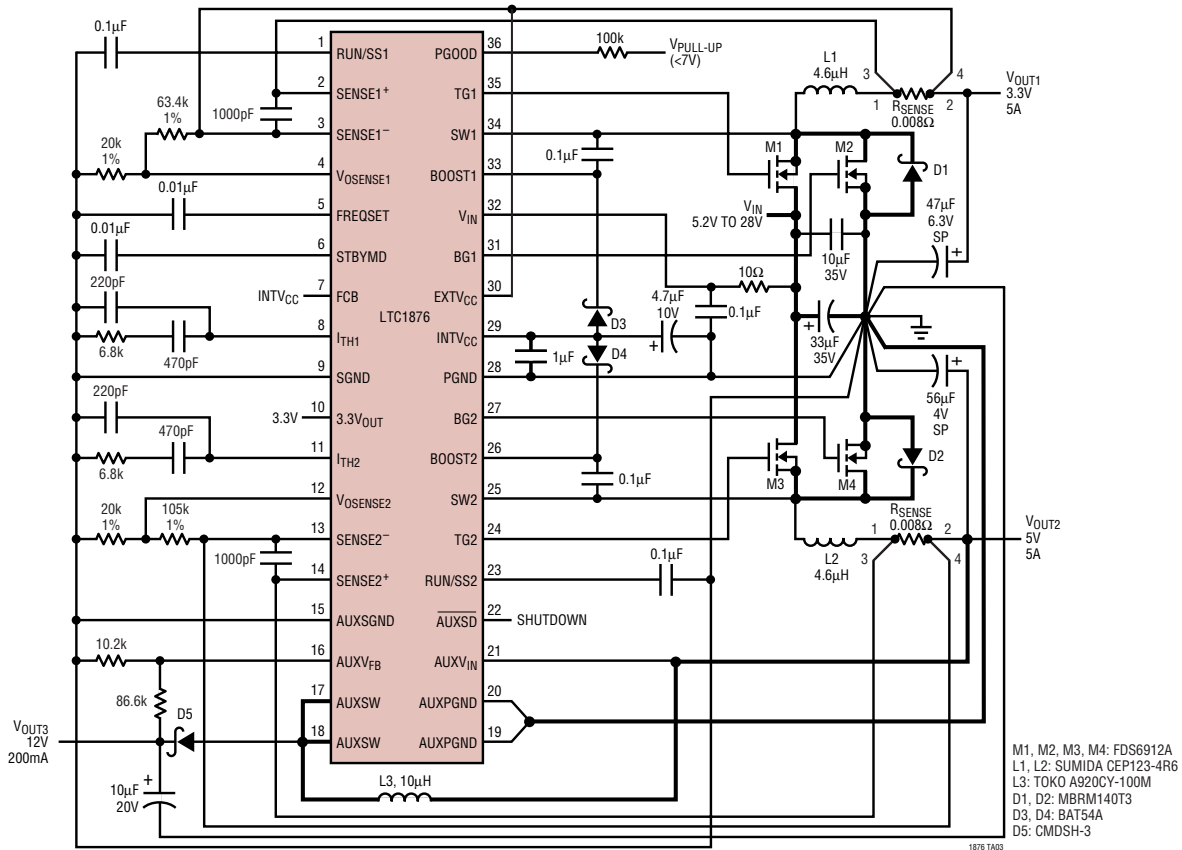 0.1µF
1
RUN/SS1
2
SENSE1+
1000pF
63.4k
1%
3
SENSE1–
20k
1%
4
VOSENSE1
0.01µF
5
FREQSET
0.01µF
6
STBYMD
220pF
INTVCC
7
FCB
8
ITH1
6.8k
470pF
9
SGND
220pF
3.3V
10
3.3VOUT
470pF
11
ITH2
6.8k
12
VOSENSE2
20k
1%
105k
1%
13
SENSE2–
1000pF
14
SENSE2+
15
AUXSGND
10.2k
16
AUXVFB
86.6k
17
AUXSW
D5
18
AUXSW
VOUT3
12V
200mA
10µF
20V
+
L3, 10µH
LTC1876
36
PGOOD
100k
VPULL-UP
(<7V)
35
TG1
34
SW1
0.1µF
33
BOOST1
32
VIN
31
BG1
30
EXTVCC
29
INTVCC
28
PGND
27
BG2
26
BOOST2
25
SW2
24
TG2
23
RUN/SS2
22
AUXSD
SHUTDOWN
21
AUXVIN
20
AUXPGND
19
AUXPGND
L1
4.6µH
3
4
1
2
RSENSE
0.008Ω
VOUT1
3.3V
5A
M1
M2
D1
VIN
5.2V TO 28V
10µF
35V
47µF
6.3V
SP
+
10Ω
4.7µF
10V
+
0.1µF
D3
D4
1µF
+
33µF
35V
+
56µF
4V
SP
M3
M4
D2
0.1µF
RSENSE
0.008Ω
1
2
3
4
L2
4.6µH
VOUT2
5V
5A
0.1µF
M1, M2, M3, M4: FDS6912A
L1, L2: SUMIDA CEP123-4R6
L3: TOKO A920CY-100M
D1, D2: MBRM140T3
D3, D4: BAT54A
D5: CMDSH-3
1876 TA03